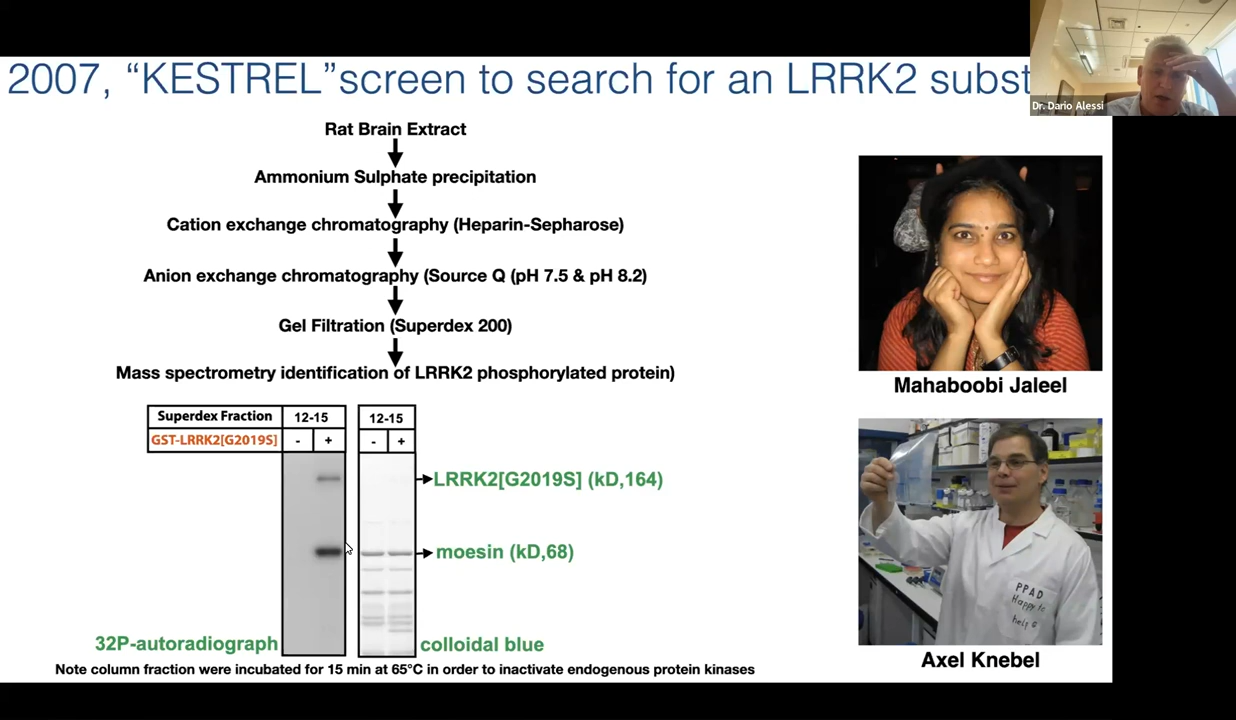 2007, “KESTREL”screen to search for an LRRK2 subst
Dr. Dario Alessi
Rat Brain Extract
Ammonium Sulphate precipitation
Cation exchange chromatography (Heparin-Sepharose)
Anion exchange chromatography (Source Q (pH 7.5 & pH 8.2)
Gel Filtration (Superdex 200)
Mass spectrometry identification of LRRK2 phosphorylated protein)
Superdex Fraction 12-15 12-15
GST-LRRK2[G2019S] - + - +
LRRK2[G2019S] (kD,164)
moesin (kD,68)
32P-autoradiograph colloidal blue
Note column fraction were incubated for 15 min at 65°C in order to inactivate endogenous protein kinases
Mahaboobi Jaleel
PPAD
Happy to
help
Axel Knebel